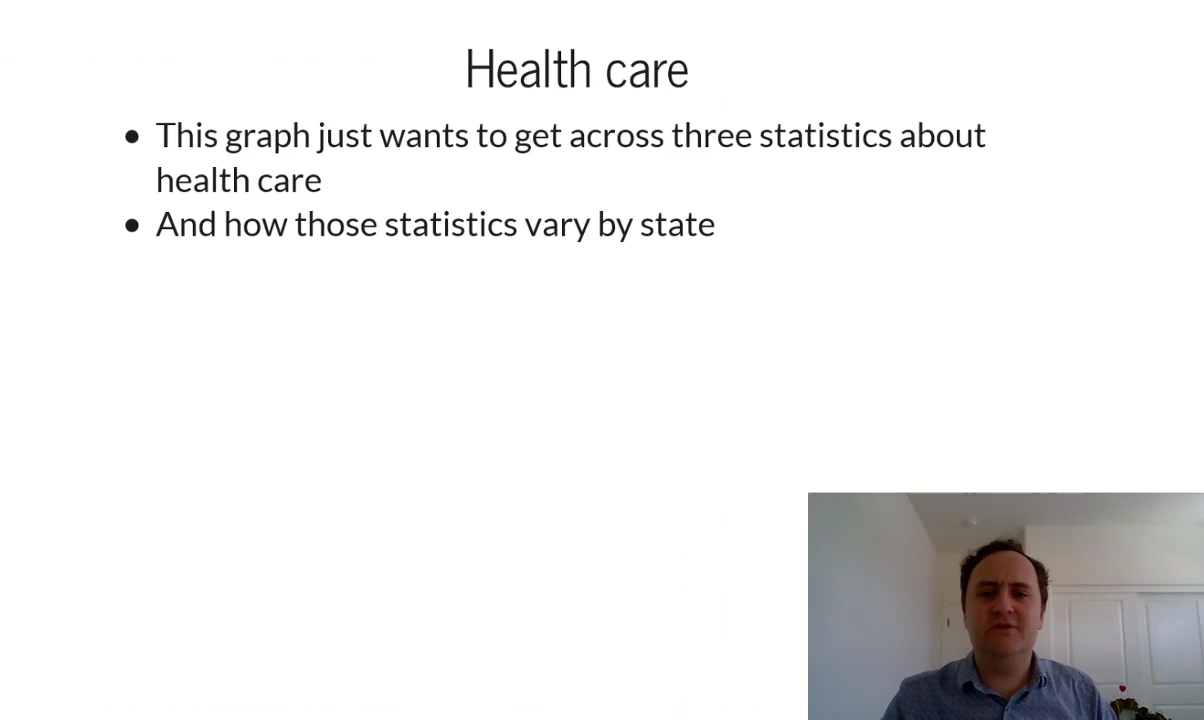 Health care
• This graph just wants to get across three statistics about
health care
• And how those statistics vary by state